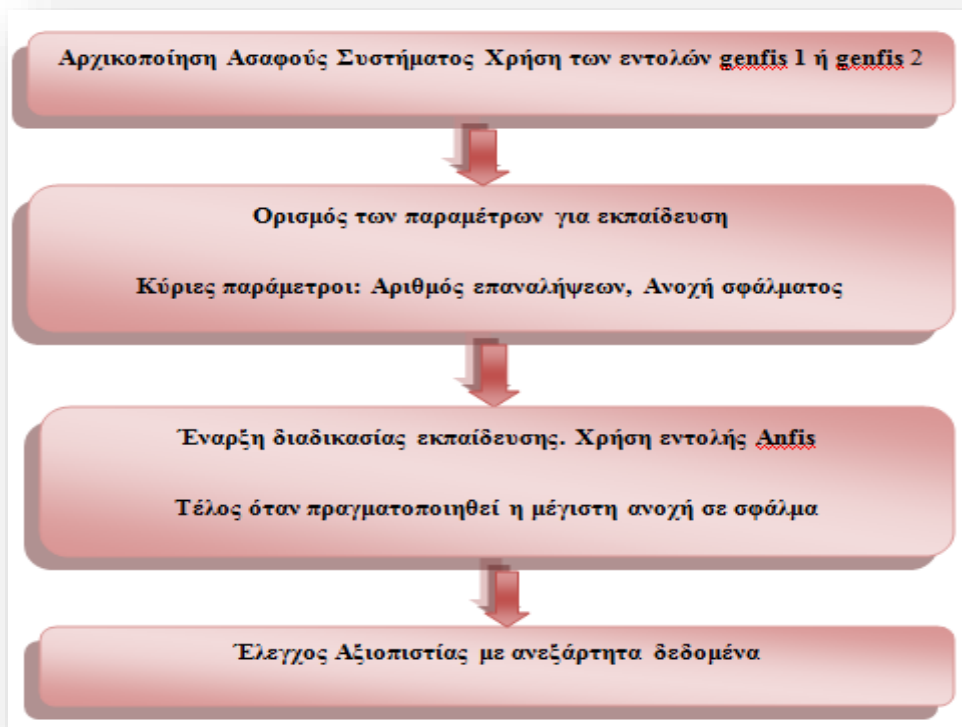 Αρχικοποίηση Ασαφούς Συστήματος Χρήση των εντολών genfis 1 ή genfis 2
Ορισμός των παραμέτρων για εκπαίδευση
Κύριες παράμετροι: Αριθμός επαναλήψεων, Ανοχή σφάλματος
Έναρξη διαδικασίας εκπαίδευσης. Χρήση εντολής Anfis
Τέλος όταν πραγματοποιηθεί η μέγιστη ανοχή σε σφάλμα
Έλεγχος Αξιοπιστίας με ανεξάρτητα δεδομένα